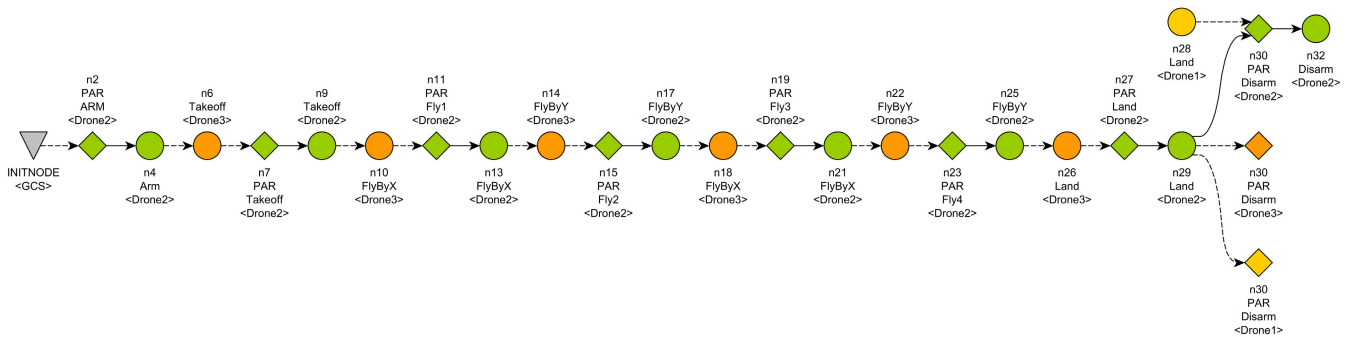 INITNODE
<GCS>
n2
PAR
ARM
<Drone2>
n4
Arm
<Drone2>
n6
Takeoff
<Drone3>
n7
PAR
Takeoff
<Drone2>
n9
Takeoff
<Drone2>
n10
FlyByX
<Drone3>
n11
PAR
Fly1
<Drone2>
n13
FlyByX
<Drone2>
n14
FlyByY
<Drone3>
n15
PAR
Fly2
<Drone2>
n17
FlyByY
<Drone2>
n18
FlyByX
<Drone3>
n19
PAR
Fly3
<Drone2>
n21
FlyByX
<Drone2>
n22
FlyByY
<Drone3>
n23
PAR
Fly4
<Drone2>
n25
FlyByY
<Drone2>
n26
Land
<Drone3>
n27
PAR
Land
<Drone2>
n29
Land
<Drone2>
n28
Land
<Drone1>
n30
PAR
Disarm
<Drone2>
n32
Disarm
<Drone2>
n30
PAR
Disarm
<Drone3>
n30
PAR
Disarm
<Drone1>